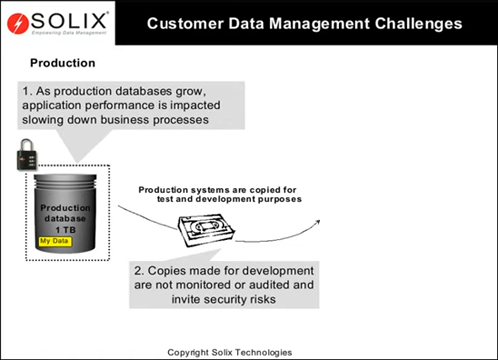 SOLIX®
Empowering Data Management
Customer Data Management Challenges
Production
1. As production databases grow,
application performance is impacted
slowing down business processes
Production
database
1 TB
My Data
Production systems are copied for
test and development purposes
2. Copies made for development
are not monitored or audited and
invite security risks
Copyright Solix Technologies